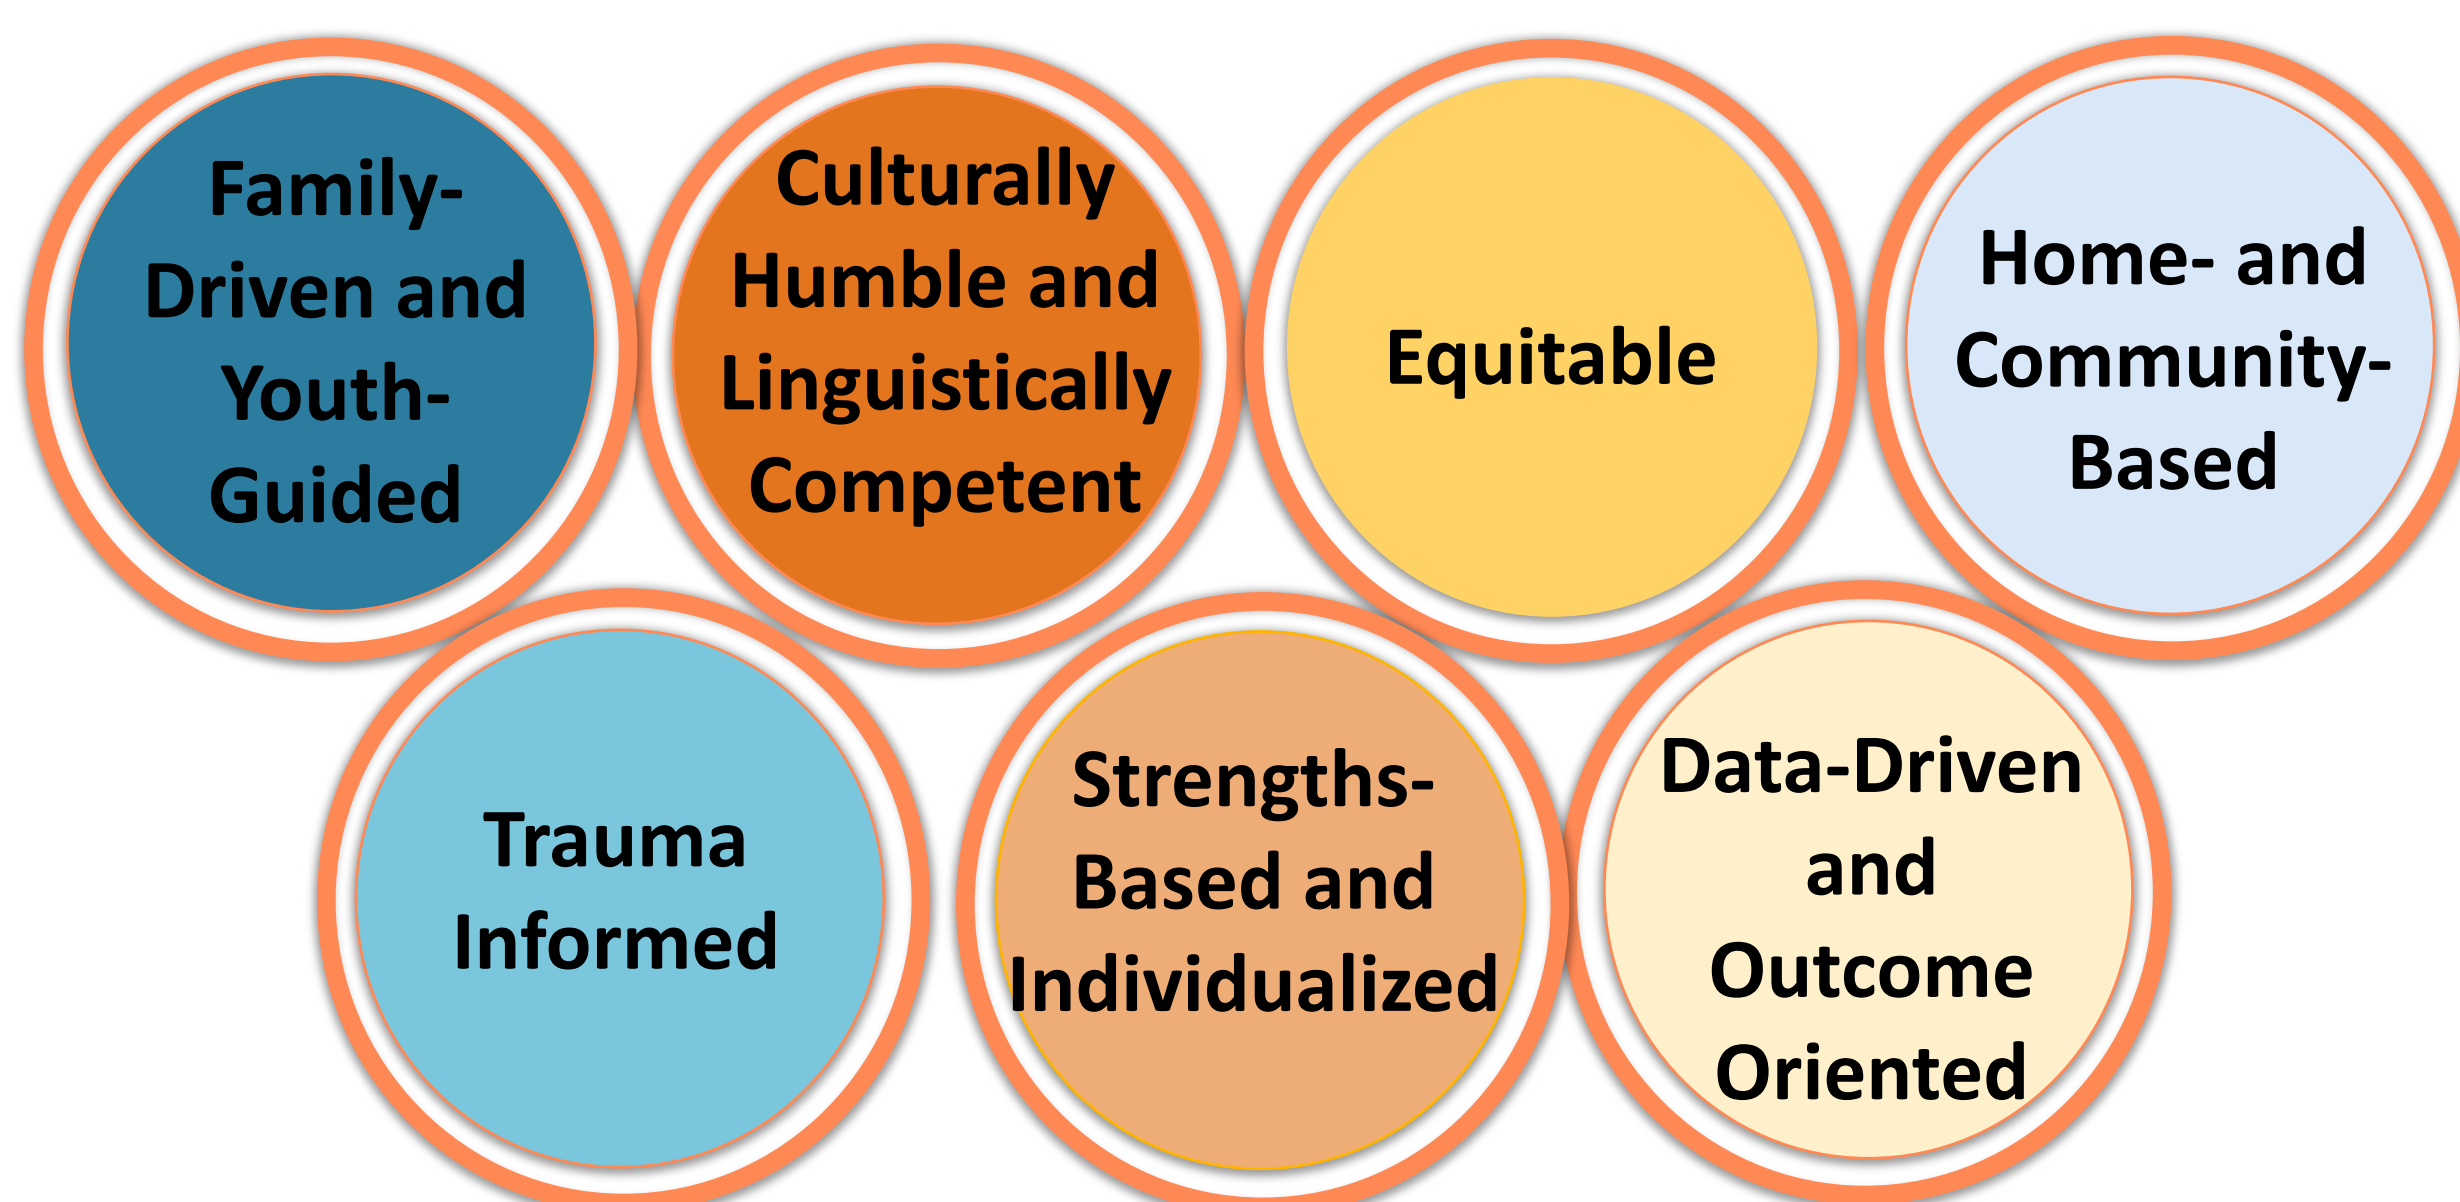 Family-
Driven and
Youth-
Guided
Culturally
Humble and
Linguistically
Competent
Equitable
Home- and
Community-
Based
Trauma
Informed
Strengths-
Based and
Individualized
Data-Driven
and
Outcome
Oriented